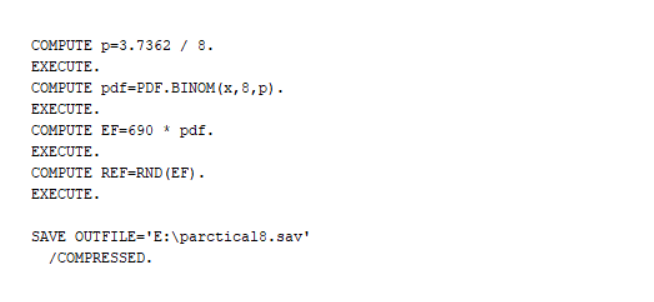 COMPUTE p=3.7362 / 8.
EXECUTE.
COMPUTE pdf=PDF.BINOM(x,8,p).
EXECUTE.
COMPUTE EF=690 * pdf.
EXECUTE.
COMPUTE REF=RND(EF).
EXECUTE.
SAVE OUTFILE='E:\parctical8.sav'
/COMPRESSED.